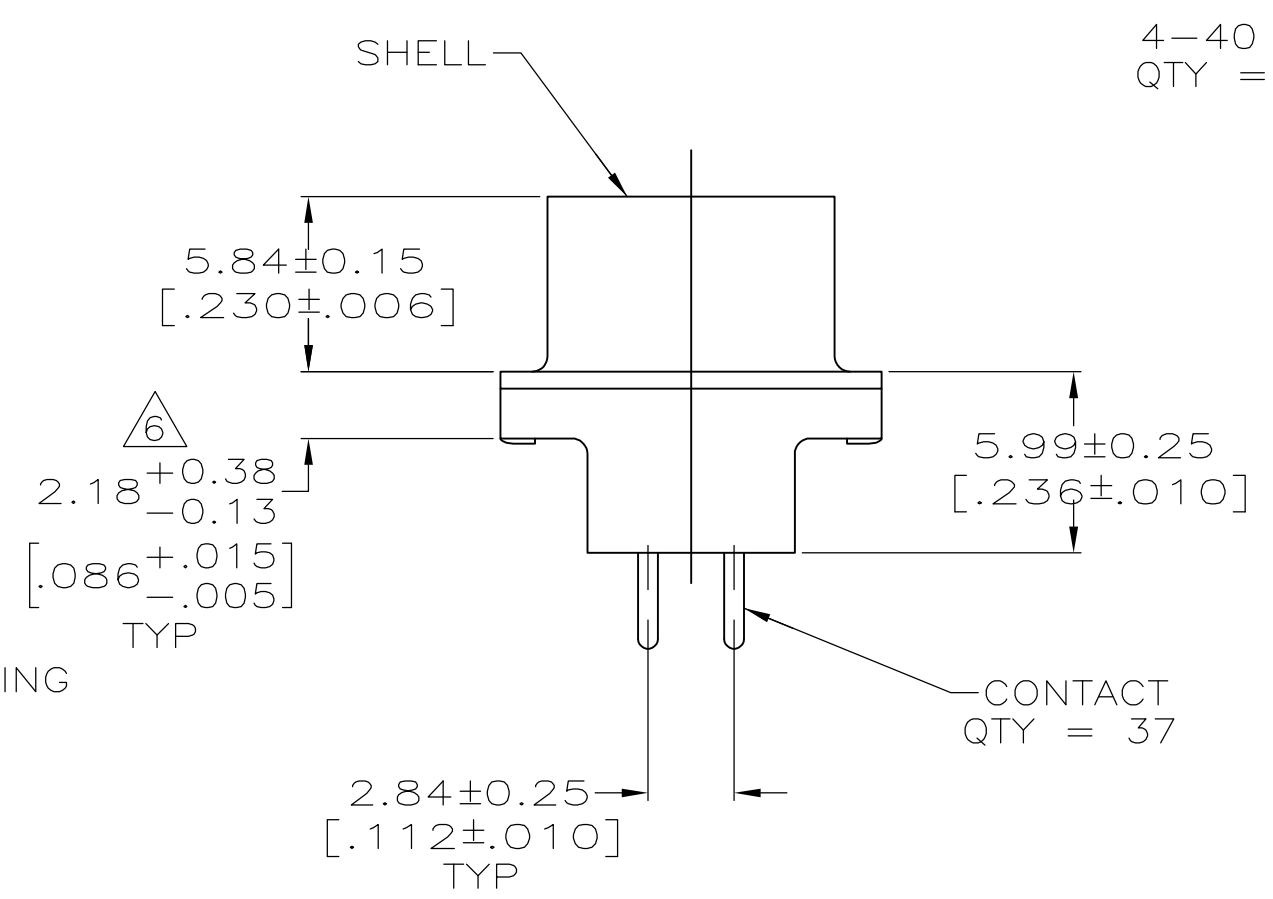 SHELL
4-40
QTY =
5.84±0.15
[.230±.006]
6
2.18 +0.38
-0.13
[.086 +.015
-.005]
TYP
ING
5.99±0.25
[.236±.010]
CONTACT
QTY = 37
2.84±0.25
[.112±.010]
TYP